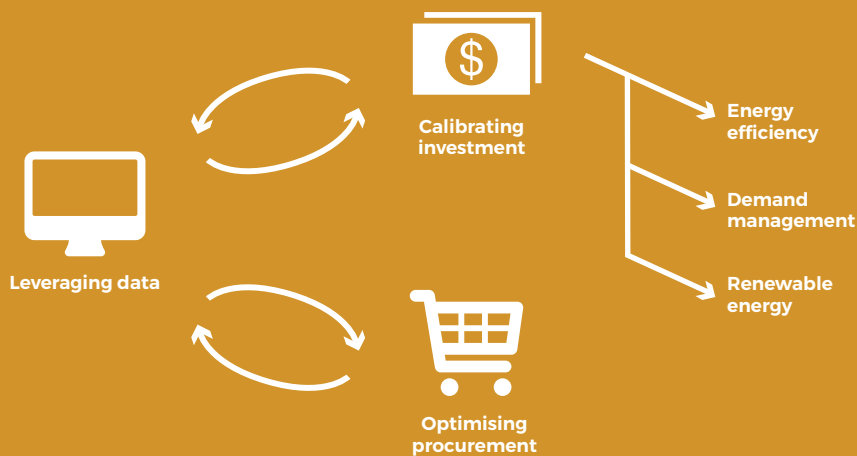 $
Calibrating
investment
Energy
efficiency
Demand
management
Leveraging data
Renewable
energy
Optimising
procurement